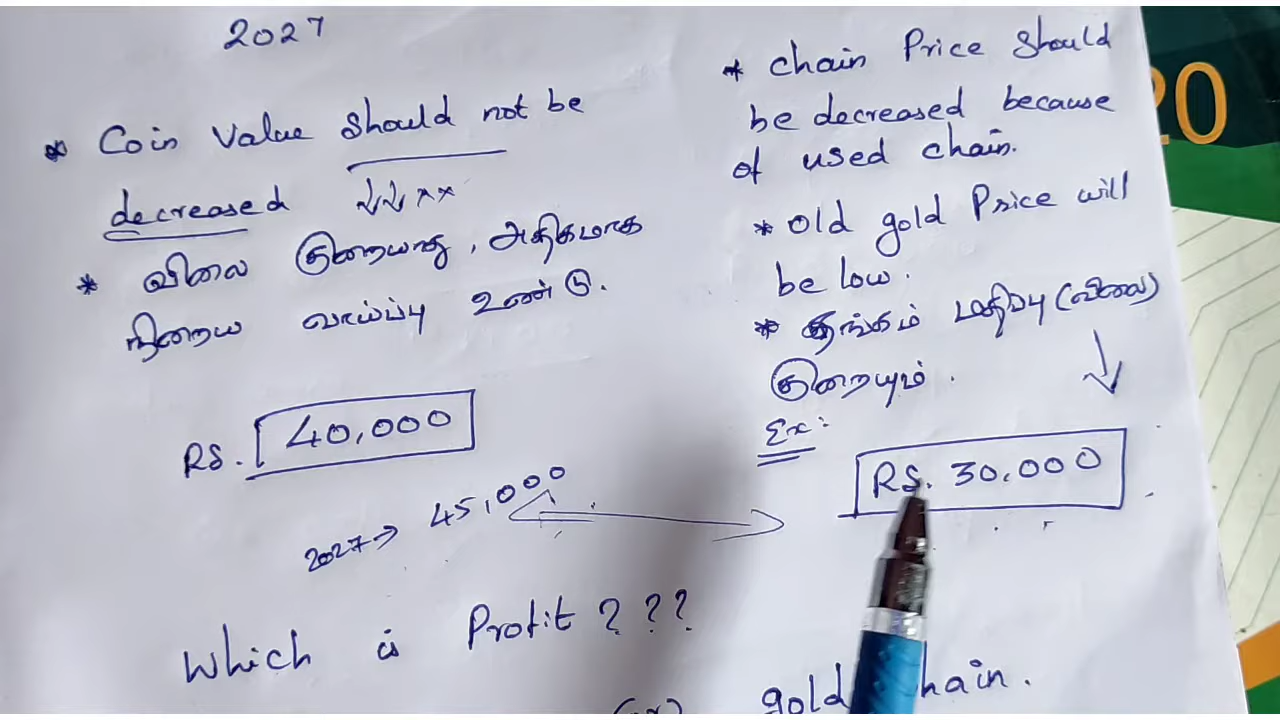 2027
* Coin Value should not be
decreased
* விலை குறையாது, அதிகமாக
நிறைய வாய்ப்பு உண்டு.
RS. 40,000
2027→ 45,000
* chain Price should
be decreased because
of used chain.
* old gold Price will
be low.
* தங்கம் மதிப்பு (விலை)
குறையும்.
Ex:
RS. 30,000
Which is Profit ???
(or) gold chain.
20